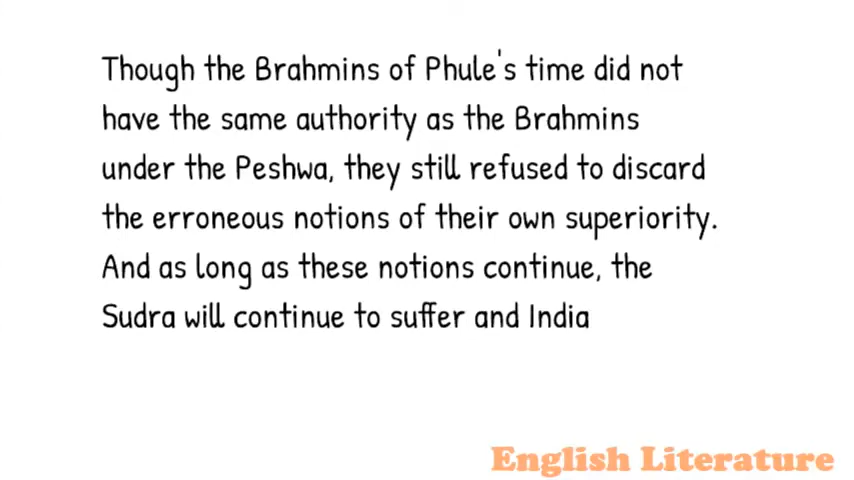 Though the Brahmins of Phule's time did not
have the same authority as the Brahmins
under the Peshwa, they still refused to discard
the erroneous notions of their own superiority.
And as long as these notions continue, the
Sudra will continue to suffer and India
English Literature